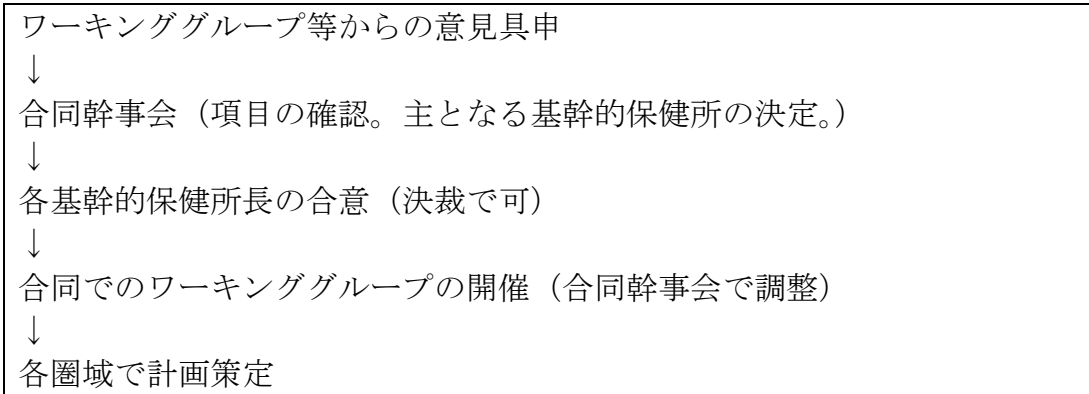 ワーキンググループ等からの意見具申
↓
合同幹事会（項目の確認。主となる基幹的保健所の決定。）
↓
各基幹的保健所長の合意（決裁で可）
↓
合同でのワーキンググループの開催（合同幹事会で調整）
↓
各圏域で計画策定